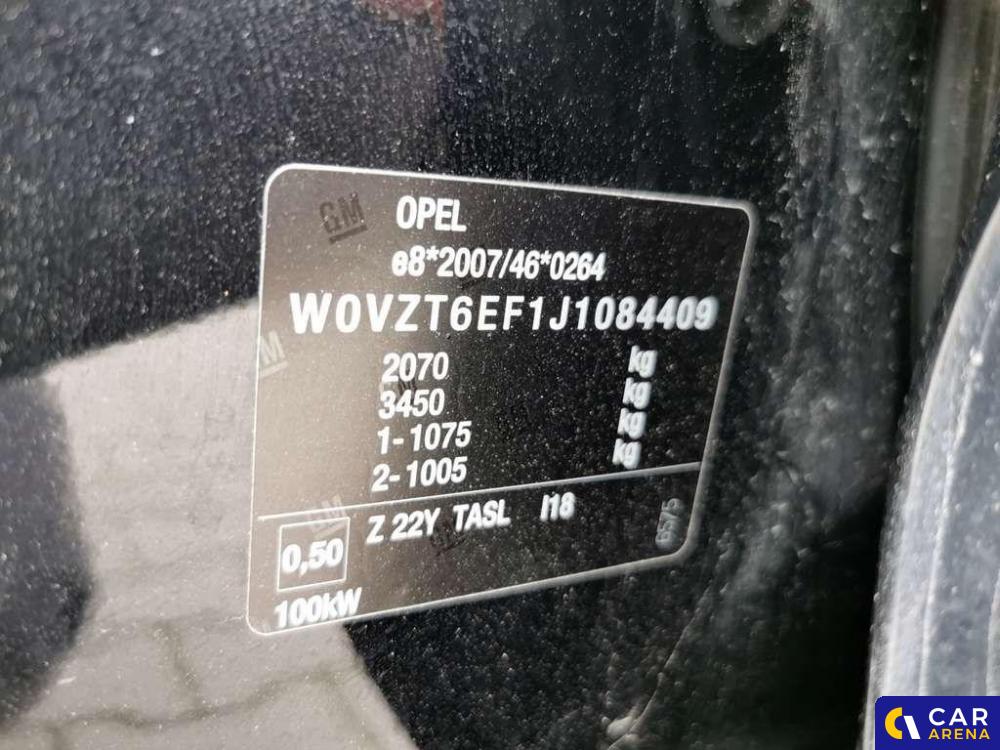 GM
OPEL
e8*2007/46*0264
W0VZT6EF1J1084409
2070 kg
3450 kg
1-1075 kg
2-1005 kg
Z 22Y TASL /18
0,50
100kW
CAR
ARENA